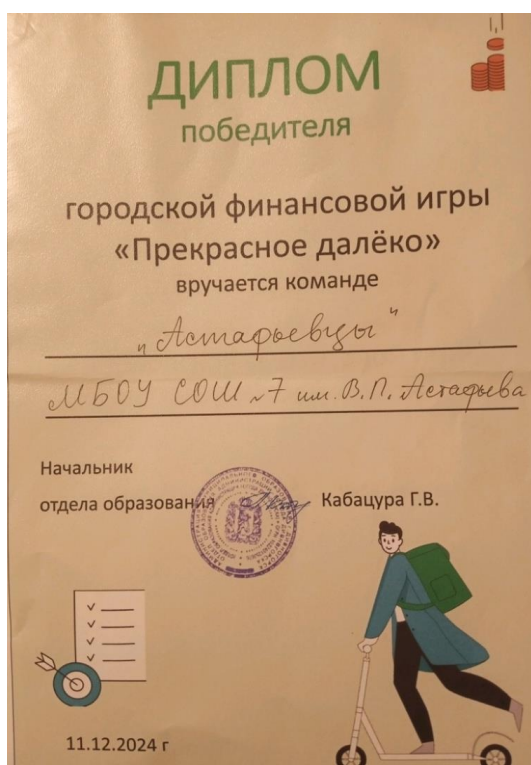 ДИПЛОМ
победителя
городской финансовой игры
«Прекрасное далёко»
вручается команде
„Астафьевцы“
МБОУ СОШ №7 им. В.П. Астафьева
Начальник
отдела образования Кабацура Г.В.
11.12.2024 г